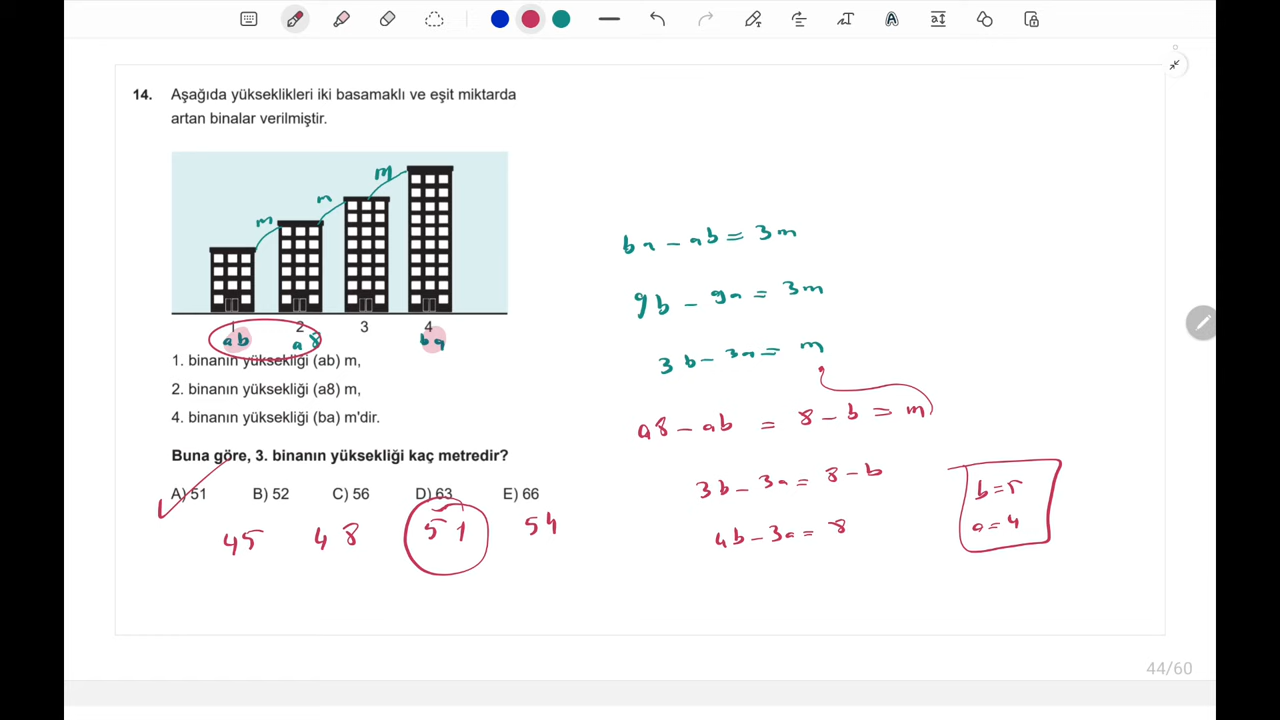 14. Aşağıda yükseklikleri iki basamaklı ve eşit miktarda
artan binalar verilmiştir.
m m m
1 2 3 4
ab a8 ba
1. binanın yüksekliği (ab) m,
2. binanın yüksekliği (a8) m,
4. binanın yüksekliği (ba) m'dir.
Buna göre, 3. binanın yüksekliği kaç metredir?
A) 51 B) 52 C) 56 D) 63 E) 66
45 48 51 54
ba - ab = 3m
9b - 9a = 3m
3b - 3a = m
a8 - ab = 8 - b = m
3b - 3a = 8 - b
4b - 3a = 8
b = 5
a = 4
44/60